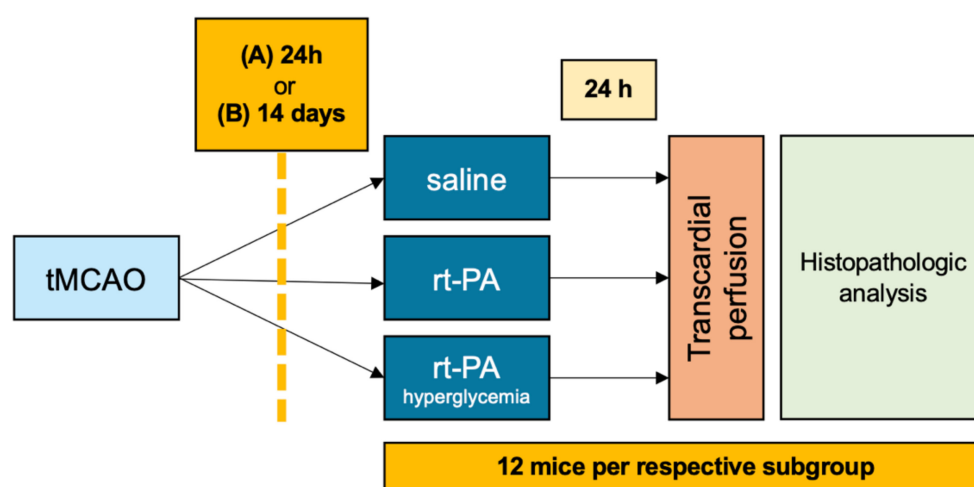 (A) 24h
or
(B) 14 days
24 h
tMCAO
saline
rt-PA
rt-PA
hyperglycemia
Transcardial
perfusion
Histopathologic
analysis
12 mice per respective subgroup